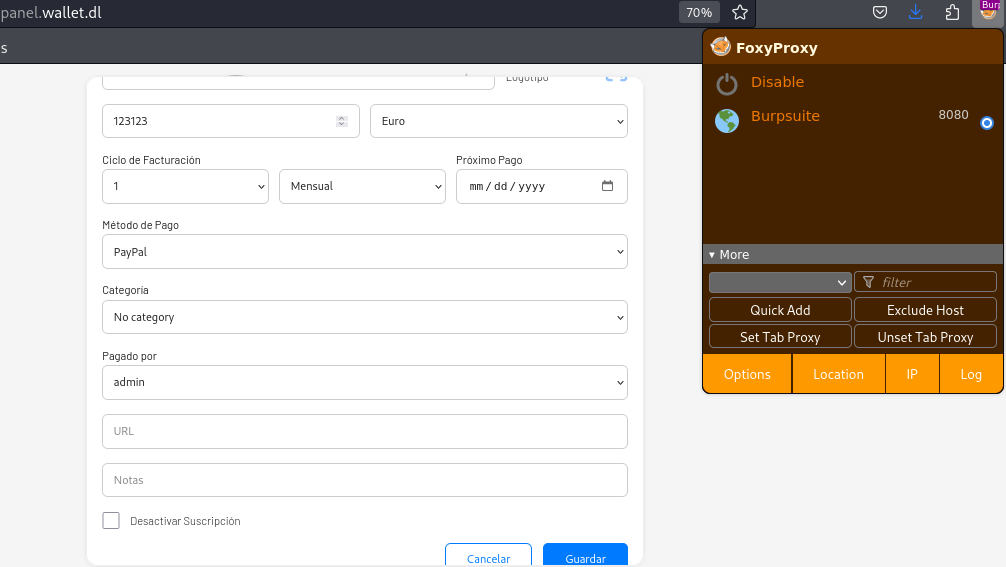 panel.wallet.dl
70%
Burp
s
Logotipo
123123
Euro
Ciclo de Facturación
Próximo Pago
1
Mensual
mm / dd / yyyy
Método de Pago
PayPal
Categoría
No category
Pagado por
admin
URL
Notas
Desactivar Suscripción
Cancelar
Guardar
FoxyProxy
Disable
Burpsuite
8080
▾ More
filter
Quick Add
Exclude Host
Set Tab Proxy
Unset Tab Proxy
Options
Location
IP
Log